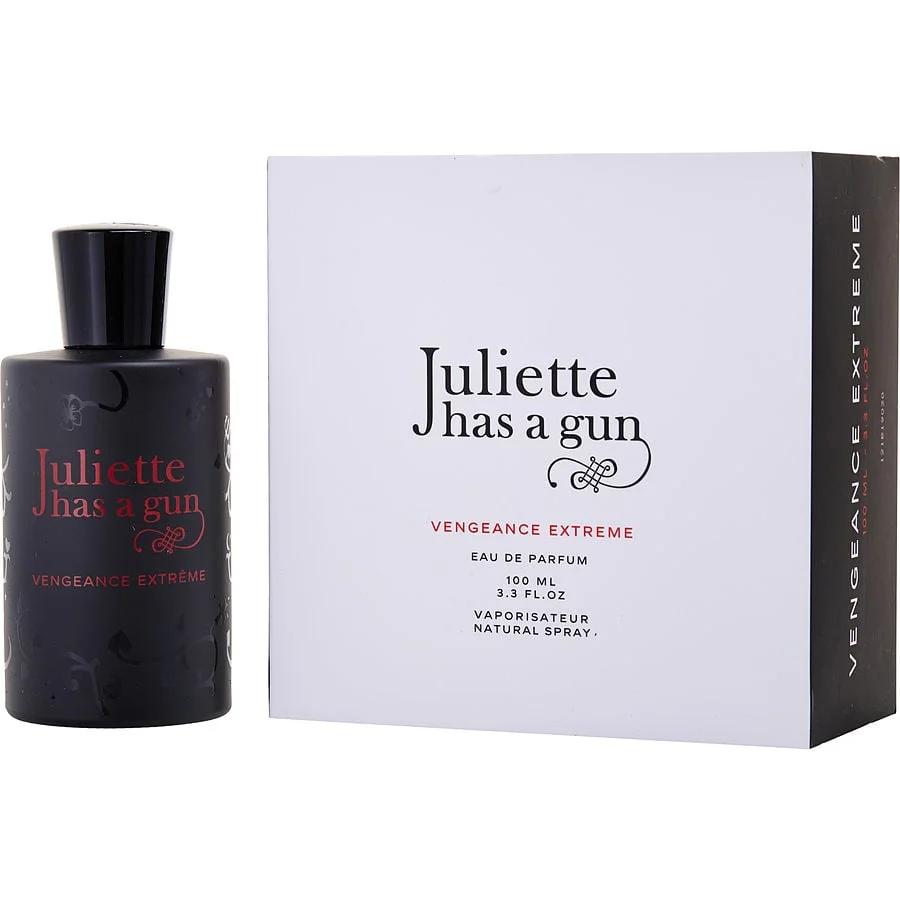 Juliette
has a gun
VENGEANCE EXTRÊME
Juliette
has a gun
VENGEANCE EXTREME
EAU DE PARFUM
100 ML
3.3 FL.OZ
VAPORISATEUR
NATURAL SPRAY
VENGEANCE EXTREME
100 ML - 3.3 FL.OZ